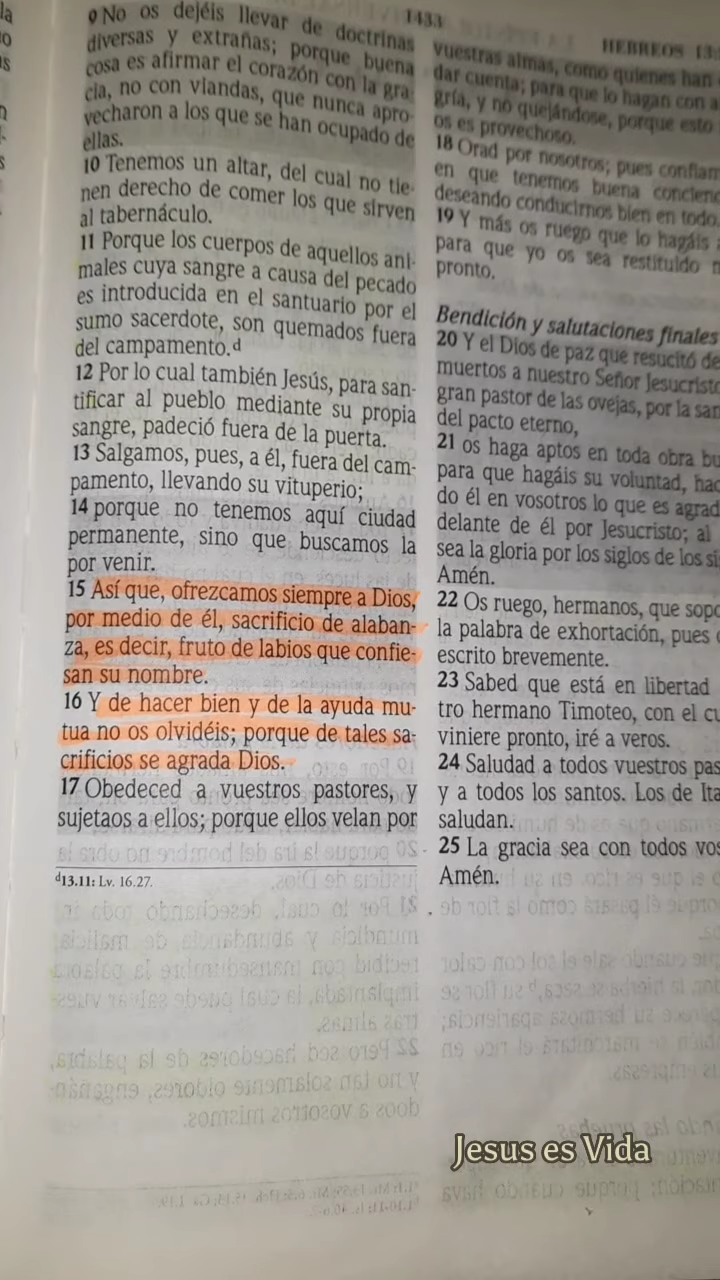 1433
HEBREOS 13:
9 No os dejéis llevar de doctrinas
diversas y extrañas; porque buena
cosa es afirmar el corazón con la gra-
cia, no con viandas, que nunca apro-
vecharon a los que se han ocupado de
ellas.
10 Tenemos un altar, del cual no tie-
nen derecho de comer los que sirven
al tabernáculo.
11 Porque los cuerpos de aquellos ani-
males cuya sangre a causa del pecado
es introducida en el santuario por el
sumo sacerdote, son quemados fuera
del campamento.d
12 Por lo cual también Jesús, para san-
tificar al pueblo mediante su propia
sangre, padeció fuera de la puerta.
13 Salgamos, pues, a él, fuera del cam-
pamento, llevando su vituperio;
14 porque no tenemos aquí ciudad
permanente, sino que buscamos la
por venir.
15 Así que, ofrezcamos siempre a Dios,
por medio de él, sacrificio de alaban-
za, es decir, fruto de labios que confie-
san su nombre.
16 Y de hacer bien y de la ayuda mu-
tua no os olvidéis; porque de tales sa-
crificios se agrada Dios.
17 Obedeced a vuestros pastores, y
sujetaos a ellos; porque ellos velan por
d13.11: Lv. 16.27.
vuestras almas, como quienes han
dar cuenta; para que lo hagan con a
gría, y no quejándose, porque esto
os es provechoso.
18 Orad por nosotros; pues confiam
en que tenemos buena concienc
deseando conducirnos bien en todo.
19 Y más os ruego que lo hagáis a
para que yo os sea restituido m
pronto.
Bendición y salutaciones finales
20 Y el Dios de paz que resucitó de
muertos a nuestro Señor Jesucristo
gran pastor de las ovejas, por la san
del pacto eterno,
21 os haga aptos en toda obra bu
para que hagáis su voluntad, hac
do él en vosotros lo que es agrad
delante de él por Jesucristo; al
sea la gloria por los siglos de los si
Amén.
22 Os ruego, hermanos, que sopo
la palabra de exhortación, pues
escrito brevemente.
23 Sabed que está en libertad
tro hermano Timoteo, con el cu
viniere pronto, iré a veros.
24 Saludad a todos vuestros pas
y a todos los santos. Los de Ita
saludan.
25 La gracia sea con todos vos
Amén.
Jesus es Vida